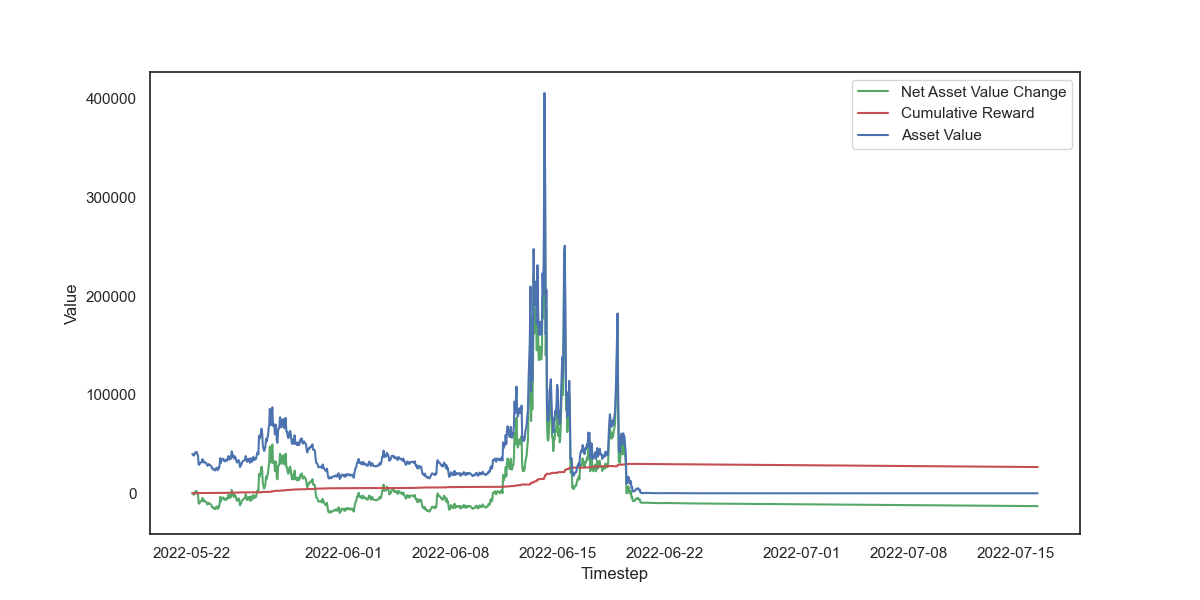 Net Asset Value Change
Cumulative Reward
Asset Value
400000
300000
200000
100000
0
Value
2022-05-22
2022-06-01
2022-06-08
2022-06-15
2022-06-22
2022-07-01
2022-07-08
2022-07-15
Timestep